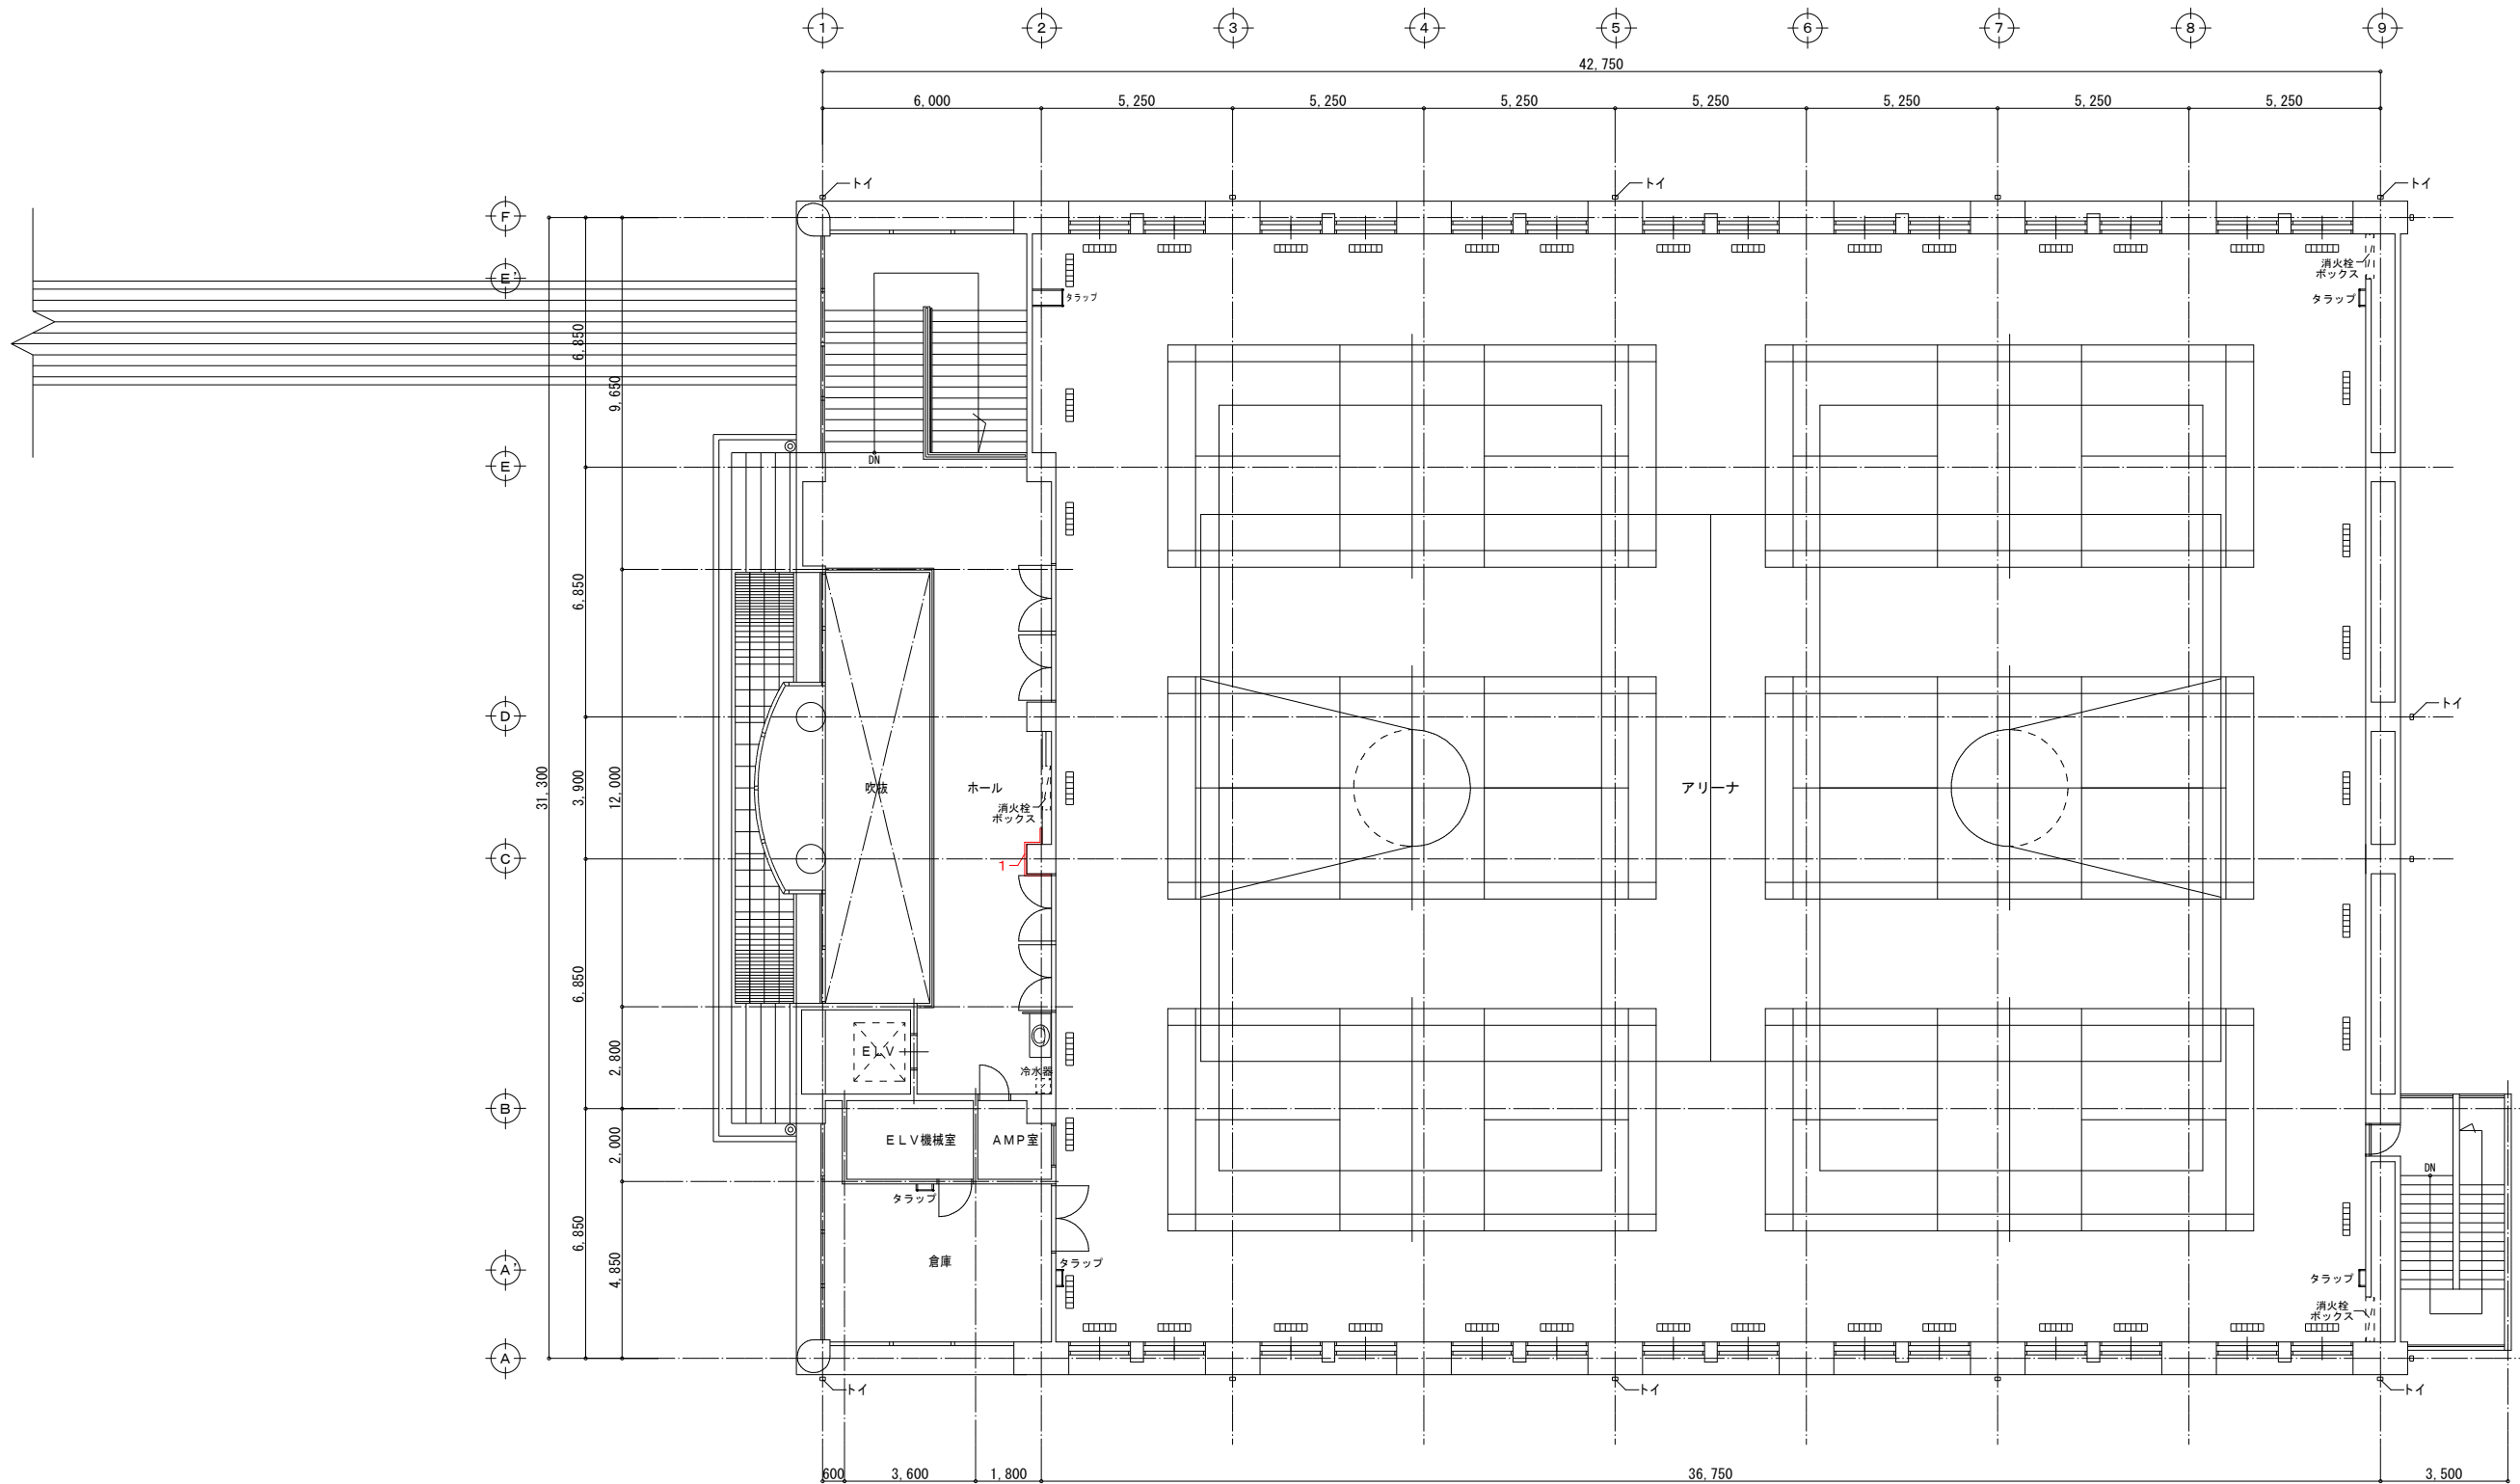 1 2 3 4 5 6 7 8 9
42,750
6,000 5,250 5,250 5,250 5,250 5,250 5,250 5,250
トイ トイ トイ
F
E'
消火栓
ボックス
タラップ タラップ
6,850
9,650
E
DN
6,850
D
トイ
31,300 3,900 12,000
吹抜 ホール アリーナ
消火栓
ボックス
C
1
6,850
2,800
ELV
冷水器
B
2,000
ELV機械室 AMP室
DN
タラップ
6,850
4,850
倉庫 タラップ
A'
タラップ
消火栓
ボックス
A
トイ トイ トイ
600 3,600 1,800 36,750 3,500